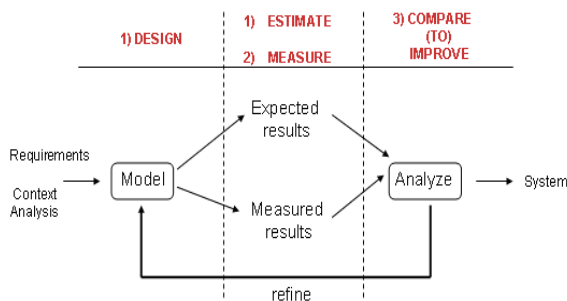 1) DESIGN
1) ESTIMATE
2) MEASURE
3) COMPARE
(TO)
IMPROVE
Requirements
Context
Analysis
Model
Expected
results
Measured
results
Analyze
System
refine